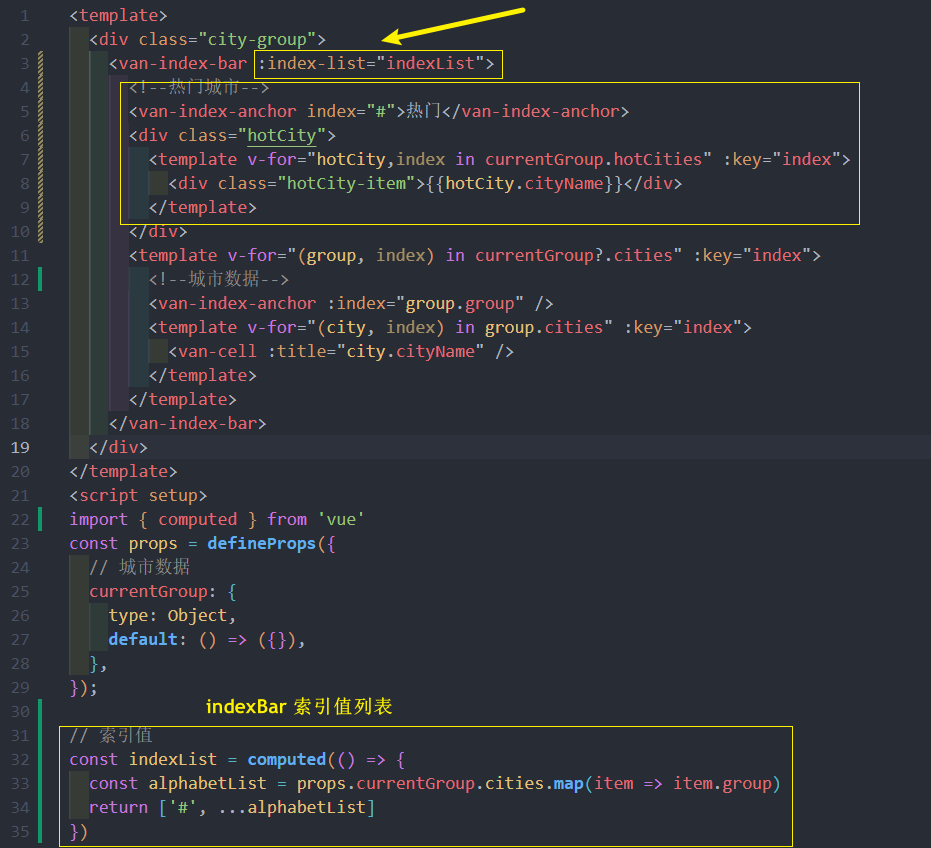 1 <template>
2 <div class="city-group">
3 <van-index-bar :index-list="indexList">
4 <!--热门城市-->
5 <van-index-anchor index="#">热门</van-index-anchor>
6 <div class="hotCity">
7 <template v-for="hotCity,index in currentGroup.hotCities" :key="index">
8 <div class="hotCity-item">{{hotCity.cityName}}</div>
9 </template>
10 </div>
11 <template v-for="(group, index) in currentGroup?.cities" :key="index">
12 <!--城市数据-->
13 <van-index-anchor :index="group.group" />
14 <template v-for="(city, index) in group.cities" :key="index">
15 <van-cell :title="city.cityName" />
16 </template>
17 </template>
18 </van-index-bar>
19 </div>
20 </template>
21 <script setup>
22 import { computed } from 'vue'
23 const props = defineProps({
24 // 城市数据
25 currentGroup: {
26 type: Object,
27 default: () => ({}),
28 },
29 });
indexBar 索引值列表
30
31 // 索引值
32 const indexList = computed(() => {
33 const alphabetList = props.currentGroup.cities.map(item => item.group)
34 return ['#', ...alphabetList]
35 })